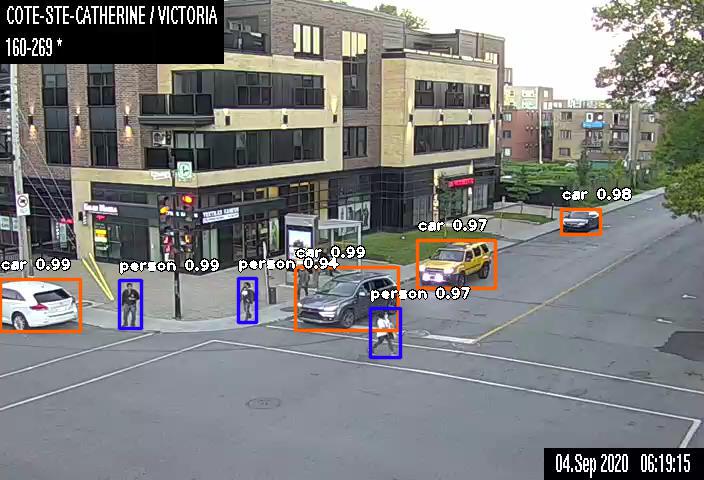 COTE-STE-CATHERINE / VICTORIA
160-269 *
car 0.98
car 0.97
car 0.99
car 0.99
person 0.99
person 0.94
person 0.97
04.Sep 2020 06:19:15